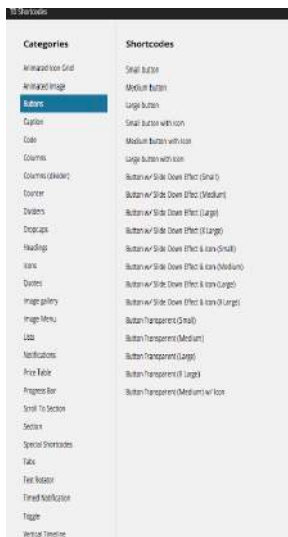 10 Shortcodes
Categories
Animated Icon Grid
Animated Image
Buttons
Caption
Code
Columns
Columns (divider)
Counter
Dividers
Dropcaps
Headings
Icons
Quotes
Image gallery
Image Menu
Lists
Notifications
Price Table
Progress Bar
Scroll To Section
Section
Special Shortcodes
Tabs
Text Rotator
Timed Notification
Toggle
Vertical Timeline
Shortcodes
Small button
Medium button
Large button
Small button with icon
Medium button with icon
Large button with icon
Button w/ Slide Down Effect (Small)
Button w/ Slide Down Effect (Medium)
Button w/ Slide Down Effect (Large)
Button w/ Slide Down Effect (X Large)
Button w/ Slide Down Effect & Icon (Small)
Button w/ Slide Down Effect & Icon (Medium)
Button w/ Slide Down Effect & Icon (Large)
Button w/ Slide Down Effect & Icon (X Large)
Button Transparent (Small)
Button Transparent (Medium)
Button Transparent (Large)
Button Transparent (X Large)
Button Transparent (Medium) w/ Icon